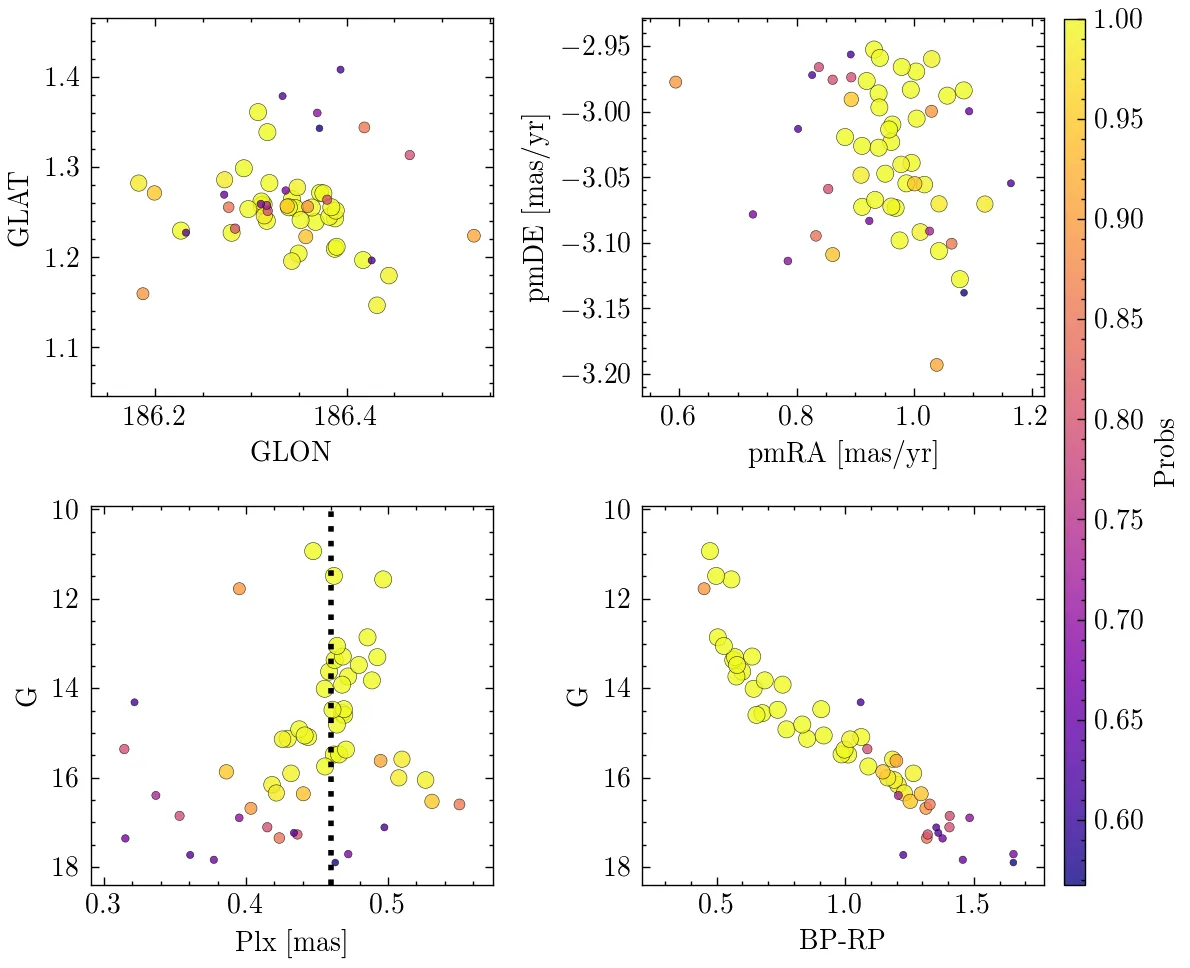 1.4
1.3
1.2
1.1
GLAT
186.2 186.4
GLON
−2.95
−3.00
−3.05
−3.10
−3.15
−3.20
pmDE [mas/yr]
0.6 0.8 1.0 1.2
pmRA [mas/yr]
10
12
14
16
18
G
0.3 0.4 0.5
Plx [mas]
10
12
14
16
18
G
0.5 1.0 1.5
BP-RP
1.00
0.95
0.90
0.85
0.80
0.75
0.70
0.65
0.60
Probs